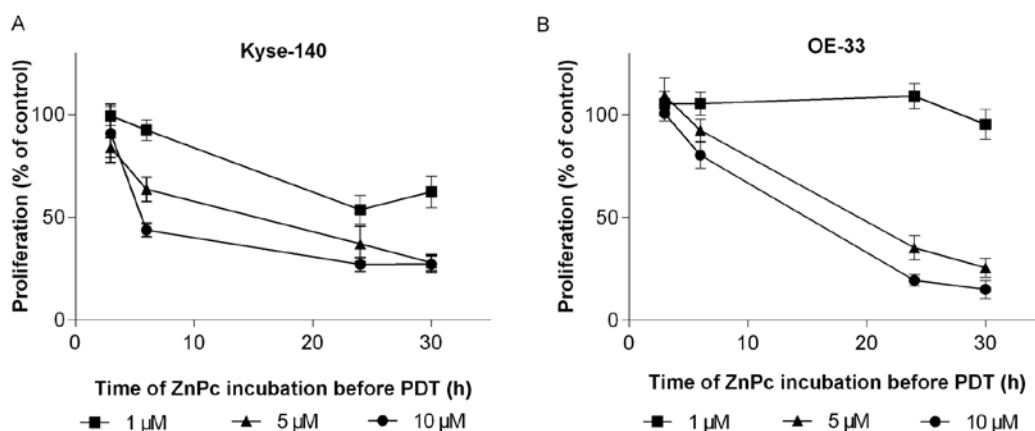 A
Kyse-140
Proliferation (% of control)
100
50
0
0
10
20
30
Time of ZnPc incubation before PDT (h)
1 µM
5 µM
10 µM
B
OE-33
Proliferation (% of control)
100
50
0
0
10
20
30
Time of ZnPc incubation before PDT (h)
1 µM
5 µM
10 µM